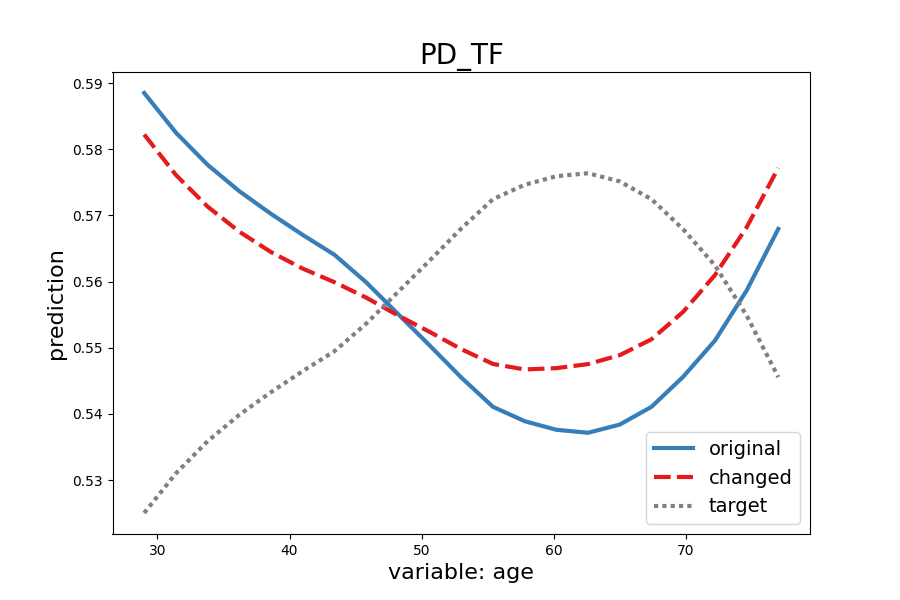 PD_TF
prediction
0.59
0.58
0.57
0.56
0.55
0.54
0.53
30 40 50 60 70
variable: age
original
changed
target